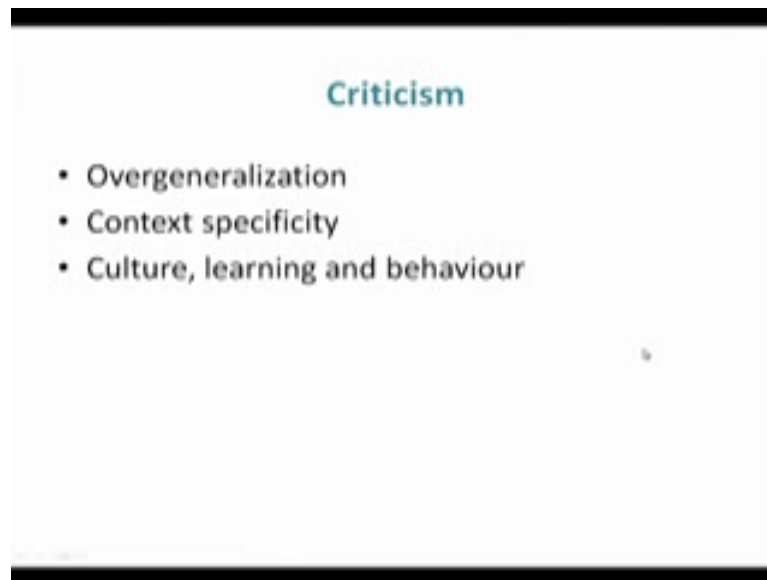 Criticism
• Overgeneralization
• Context specificity
• Culture, learning and behaviour